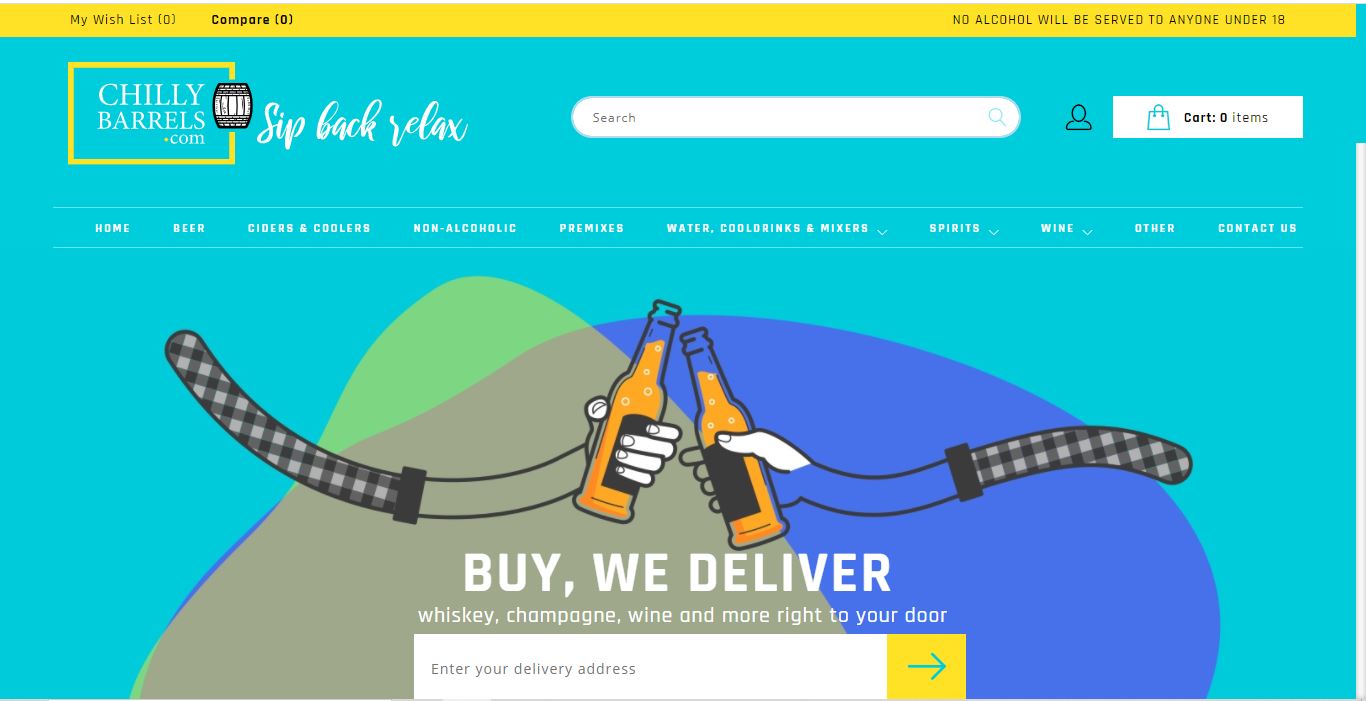 My Wish List (0) Compare (0) NO ALCOHOL WILL BE SERVED TO ANYONE UNDER 18
CHILLY
BARRELS
.com
Sip back relax
Search
Cart: 0 items
HOME BEER CIDERS & COOLERS NON-ALCOHOLIC PREMIXES WATER, COOLDRINKS & MIXERS SPIRITS WINE OTHER CONTACT US
BUY, WE DELIVER
whiskey, champagne, wine and more right to your door
Enter your delivery address